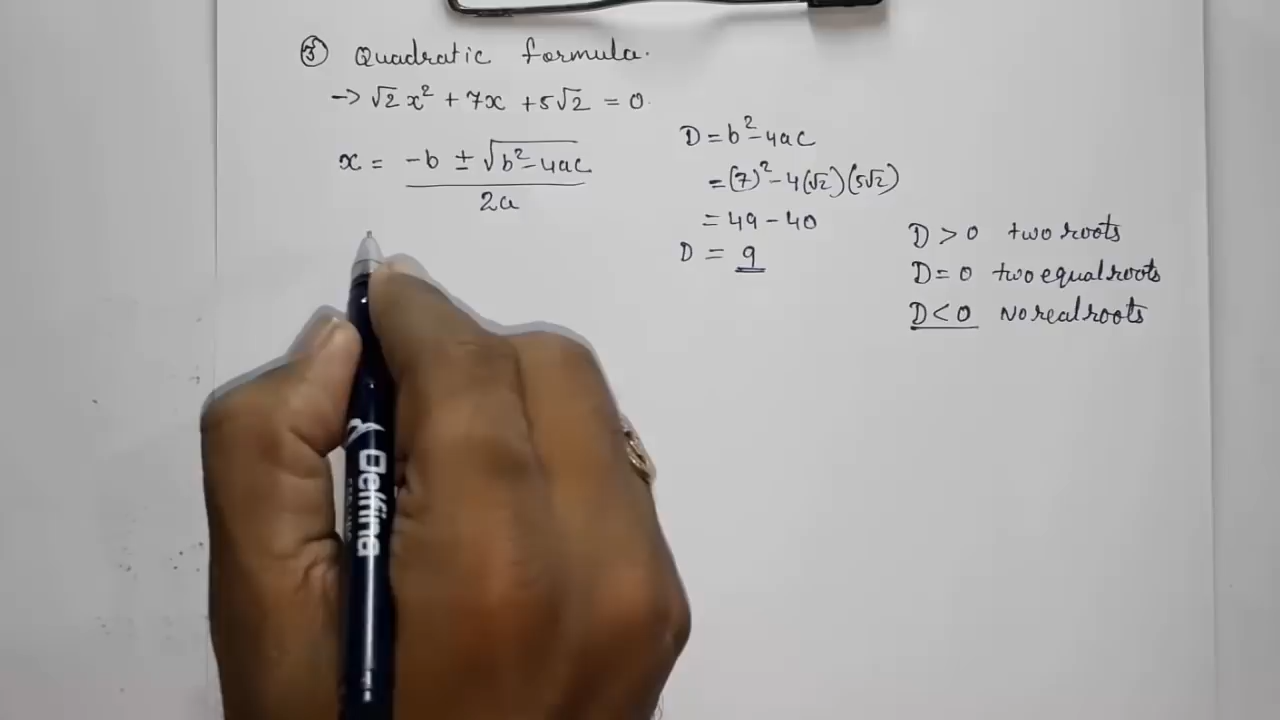 ③ Quadratic formula.
→ √2 x² + 7x + 5√2 = 0.
x = -b ± √b²-4ac / 2a
D = b²-4ac
= (7)² - 4(√2)(5√2)
= 49 - 40
D = 9
D > 0 two roots
D = 0 two equal roots
D < 0 No real roots
Delfina